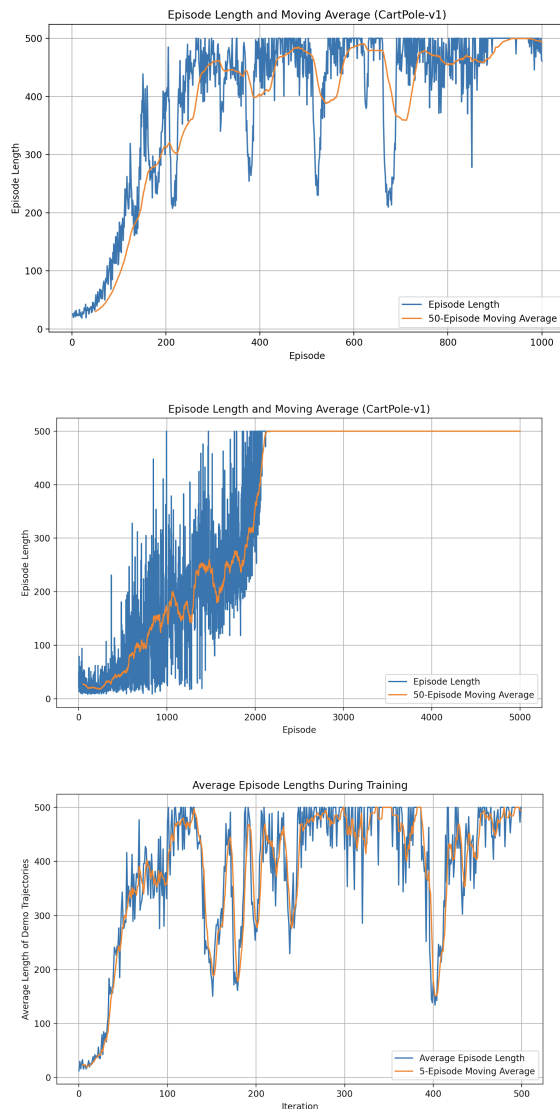 Episode Length and Moving Average (CartPole-v1)
500
400
300
200
100
0
Episode Length
Episode Length
50-Episode Moving Average
0 200 400 600 800 1000
Episode
Episode Length and Moving Average (CartPole-v1)
500
400
300
200
100
0
Episode Length
Episode Length
50-Episode Moving Average
0 1000 2000 3000 4000 5000
Episode
Average Episode Lengths During Training
500
400
300
200
100
0
Average Length of Demo Trajectories
Average Episode Length
5-Episode Moving Average
0 100 200 300 400 500
Iteration